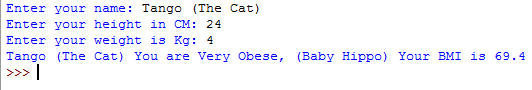 Enter your name: Tango (The Cat)
Enter your height in CM: 24
Enter your weight is Kg: 4
Tango (The Cat) You are Very Obese, (Baby Hippo) Your BMI is 69.4
>>>